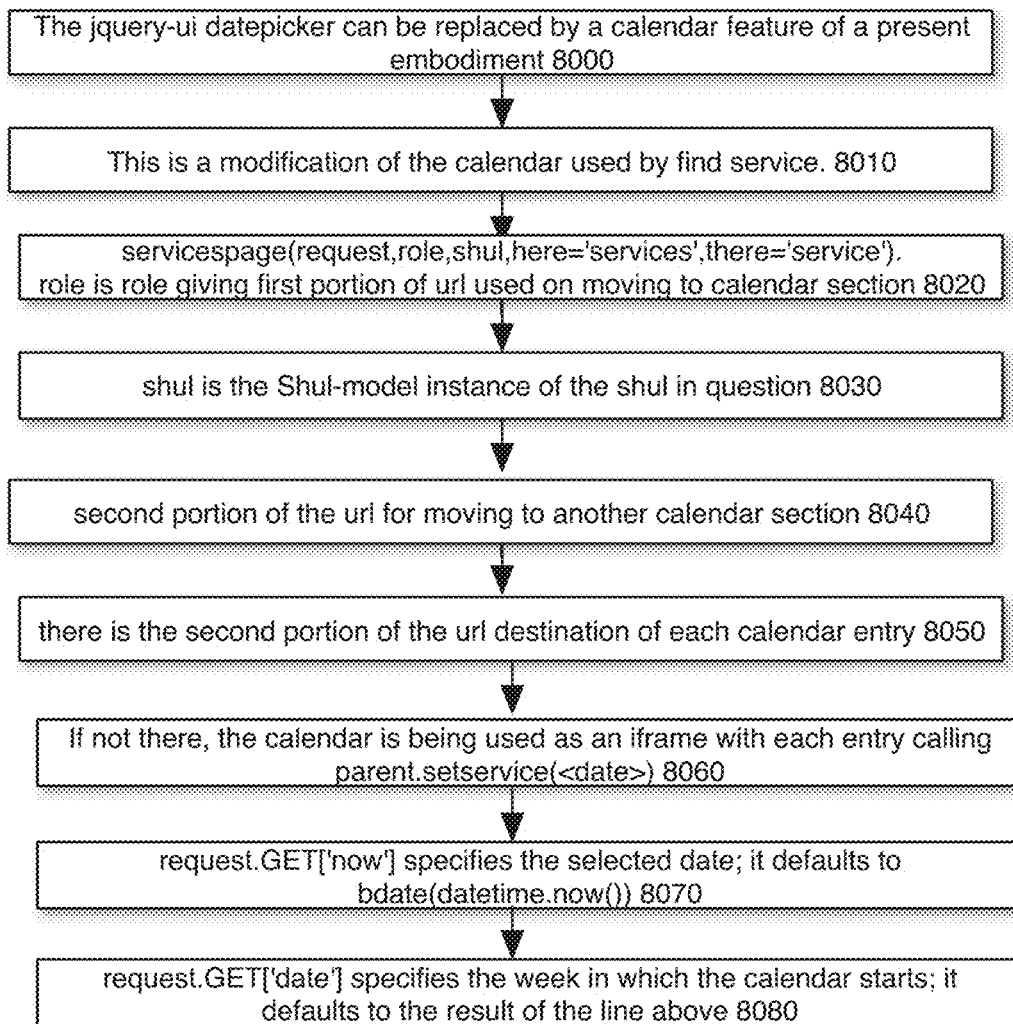 The jquery-ui datepicker can be replaced by a calendar feature of a present
embodiment 8000
This is a modification of the calendar used by find service. 8010
servicespage(request,role,shul,here='services',there='service').
role is role giving first portion of url used on moving to calendar section 8020
shul is the Shul-model instance of the shul in question 8030
second portion of the url for moving to another calendar section 8040
there is the second portion of the url destination of each calendar entry 8050
If not there, the calendar is being used as an iframe with each entry calling
parent.setservice(<date>) 8060
request.GET['now'] specifies the selected date; it defaults to
bdate(datetime.now()) 8070
request.GET['date'] specifies the week in which the calendar starts; it
defaults to the result of the line above 8080